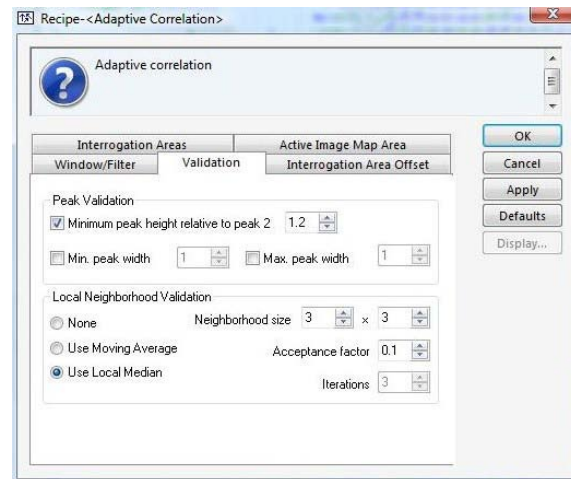 Recipe-<Adaptive Correlation>
Adaptive correlation
Interrogation Areas Active Image Map Area
Window/Filter Validation Interrogation Area Offset
Peak Validation
Minimum peak height relative to peak 2 1.2
Min. peak width 1 Max. peak width 1
Local Neighborhood Validation
None Neighborhood size 3 x 3
Use Moving Average Acceptance factor 0.1
Use Local Median Iterations 3
OK
Cancel
Apply
Defaults
Display...